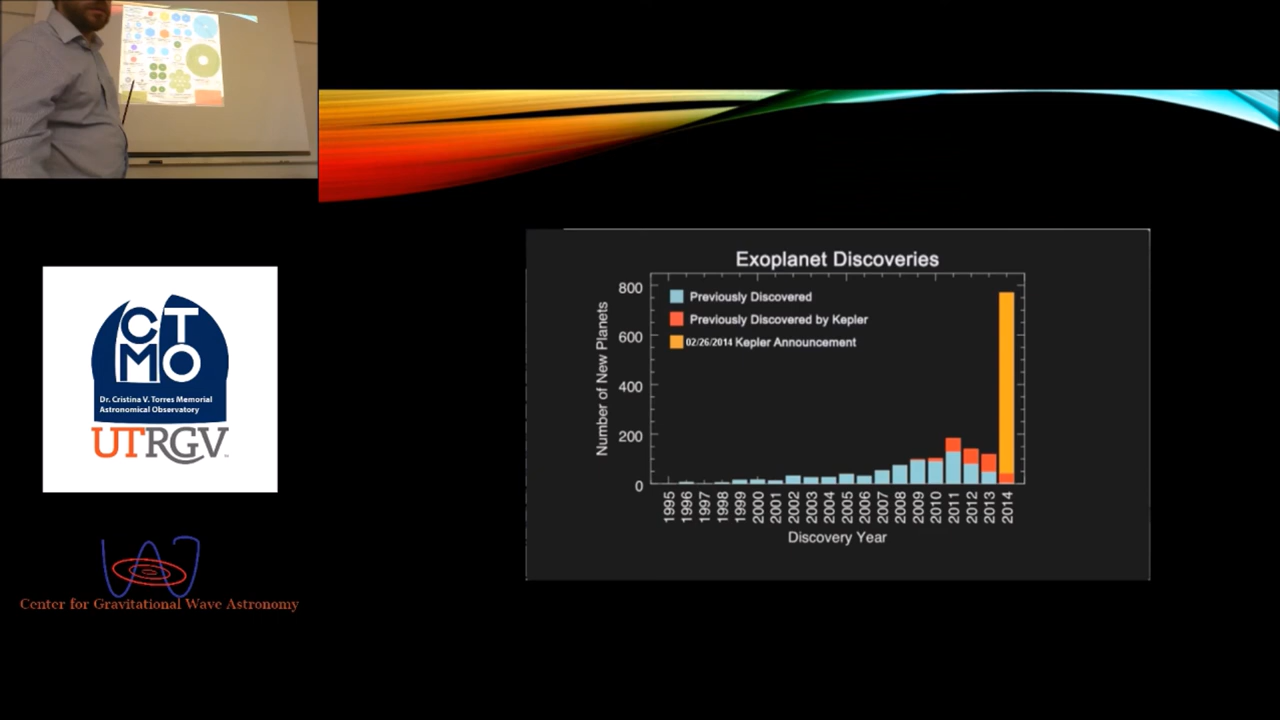 CT
MO
Dr. Cristina V. Torres Memorial
Astronomical Observatory
UTRGV
Center for Gravitational Wave Astronomy
Exoplanet Discoveries
Previously Discovered
Previously Discovered by Kepler
02/26/2014 Kepler Announcement
Number of New Planets
800
600
400
200
0
1995
1996
1997
1998
1999
2000
2001
2002
2003
2004
2005
2006
2007
2008
2009
2010
2011
2012
2013
2014
Discovery Year